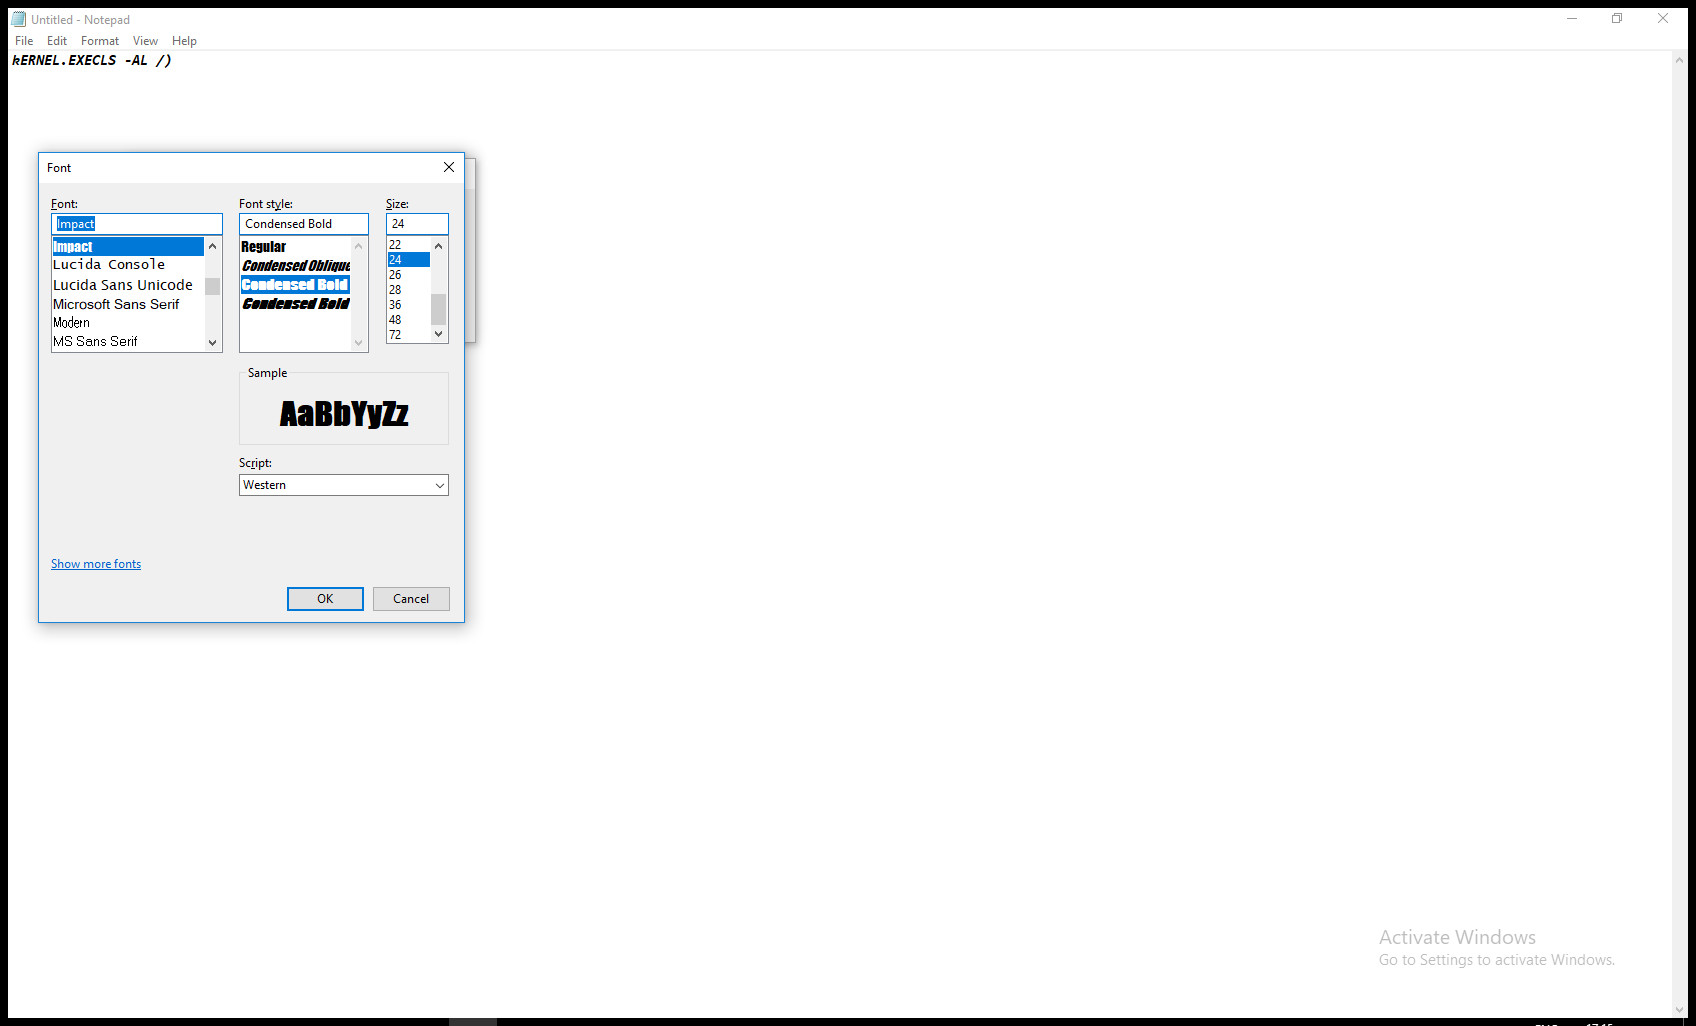 Untitled - Notepad
File Edit Format View Help
kERNEL.EXECLS -AL /)
Font
Font: Font style: Size:
Impact Condensed Bold 24
Impact
Lucida Console
Lucida Sans Unicode
Microsoft Sans Serif
Modern
MS Sans Serif
Regular
Condensed Oblique
Condensed Bold
Condensed Bold
22
24
26
28
36
48
72
Sample
AaBbYyZz
Script:
Western
Show more fonts
OK Cancel
Activate Windows
Go to Settings to activate Windows.